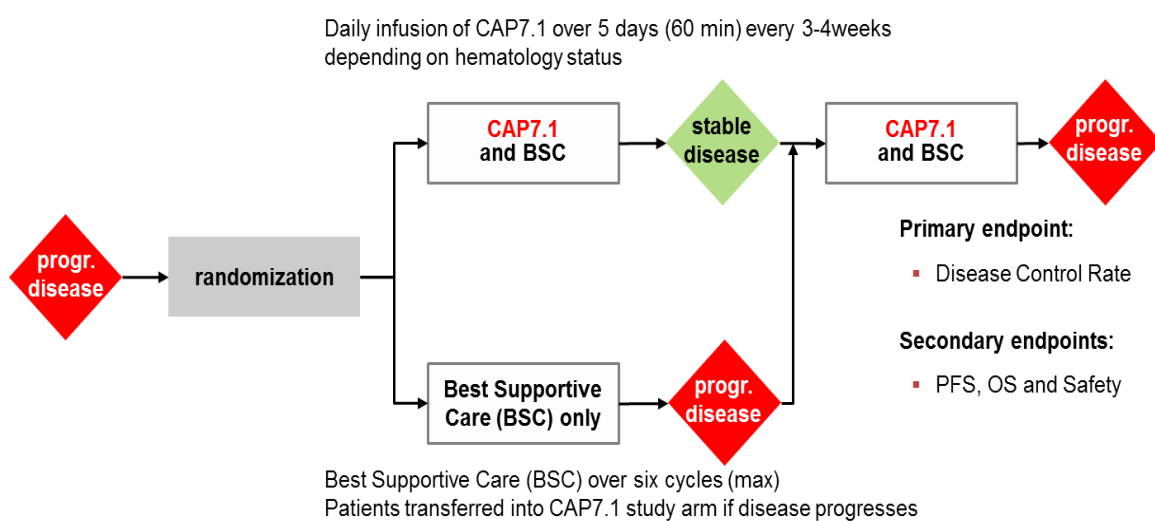 Daily infusion of CAP7.1 over 5 days (60 min) every 3-4weeks
depending on hematology status
CAP7.1
and BSC
stable
disease
CAP7.1
and BSC
progr.
disease
progr.
disease
randomization
Primary endpoint:
▪ Disease Control Rate
Secondary endpoints:
▪ PFS, OS and Safety
Best Supportive
Care (BSC) only
progr.
disease
Best Supportive Care (BSC) over six cycles (max)
Patients transferred into CAP7.1 study arm if disease progresses